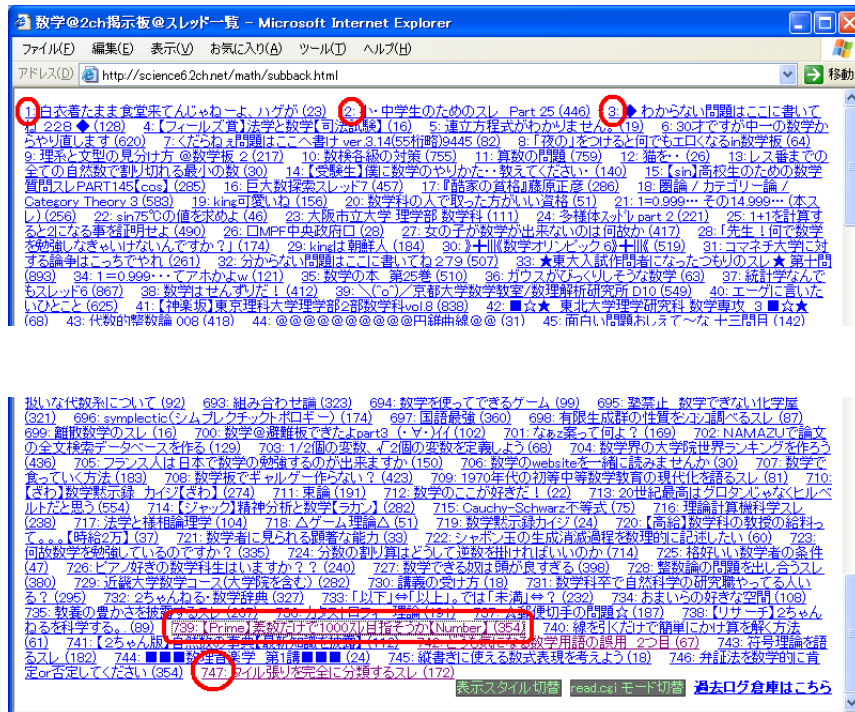 数学@2ch掲示板@スレッド一覧 - Microsoft Internet Explorer
ファイル(F) 編集(E) 表示(V) お気に入り(A) ツール(T) ヘルプ(H)
アドレス(D) http://science6.2ch.net/math/subback.html 移動
1: 白衣着たまま食堂来てんじゃねーよ、ハゲが (23) 2: 小・中学生のためのスレ Part 25 (446) 3: ◆ わからない問題はここに書いて
ね 228 ◆ (128) 4: 【フィールズ賞】法学と数学【司法試験】 (16) 5: 連立方程式がわかりません。 (19) 6: 30才ですが中一の数学か
らやり直します (620) 7: くだらねぇ問題はここへ書け ver.3.14(55桁略)9445 (82) 8: 「夜の」をつけると何でもエロくなるin数学板 (64)
9: 理系と文型の見分け方 @数学板 2 (217) 10: 数検各級の対策 (755) 11: 算数の問題 (759) 12: 猫を・・ (26) 13: レス番までの
全ての自然数で割り切れる最小の数 (30) 14: 【受験生】僕に数学のやりかた・・教えてください・ (140) 15: 【sin】高校生のための数学
質問スレPART145【cos】 (285) 16: 巨大数探索スレッド7 (457) 17: 『酷家の貧格』藤原正彦 (286) 18: 圏論 / カテゴリー論 /
Category Theory 3 (583) 19: king可愛いね (156) 20: 数学科の人で取った方がいい資格 (51) 21: 1=0.999… その14.999… (本ス
レ) (256) 22: sin75℃の値を求めよ (46) 23: 大阪市立大学 理学部 数学科 (111) 24: 多様体スッドレ part 2 (221) 25: 1+1を計算す
ると2になる事を証明せよ (490) 26: □MPF中央政府□ (28) 27: 女の子が数学が出来ないのは何故か (417) 28: 「先生！何で数学
を勉強しなきゃいけないんですか？」 (174) 29: kingは朝鮮人 (184) 30: 数学オリンピック 6 (519) 31: コマネチ大学に対
する論争はこっちでやれ (261) 32: 分からない問題はここに書いてね279 (507) 33: ★東大入試作問者になったつもりのスレ★ 第十問
(893) 34: 1=0.999・・・てアホかよw (121) 35: 数学の本 第25巻 (510) 36: ガウスがびっくりしそうな数学 (63) 37: 統計学なんで
もスレッド6 (867) 38: 数学はせんずりだ！ (412) 39: ＼(^o^)／京都大学数学教室/数理解析研究所 D10 (549) 40: エーゲに言いた
いひとこと (625) 41: 【神楽坂】東京理科大学理学部2部数学科vol.8 (838) 42: ■☆★ 東北大学理学研究科 数学専攻 3 ■☆★
(68) 43: 代数的整数論 008 (418) 44: @@@@@@@@@@円錐曲線@@ (31) 45: 面白い問題おしえて～な 十三問目 (142)
扱いな代数系について (92) 693: 組み合わせ論 (323) 694: 数学を使ってできるゲーム (99) 695: 塾禁止 数学できない化学屋
(321) 696: symplectic(シムプレクチックトポロギー) (174) 697: 国語最強 (360) 698: 有限生成群の性質をシコシコ調べるスレ (87)
699: 離散数学のスレ (16) 700: 数学@避難板できたよpart3 (102) 701: なぁz案って何よ？ (169) 702: NAMAZUで論文
の全文検索データベースを作る (129) 703: 1/2個の変数、√2個の変数を定義しよう (68) 704: 数学界の大学院世界ランキングを作ろう
(436) 705: フランス人は日本で数学の勉強するのが出来ますか (150) 706: 数学のwebsiteを一緒に読みませんか (30) 707: 数学で
食っていく方法 (183) 708: 数学板でギャルゲー作らない？ (423) 709: 1970年代の初等中等数学教育の現代化を語るスレ (81) 710:
【ざわ】数学黙示録 カイジ【ざわ】 (274) 711: 束論 (191) 712: 数学のここが好きだ！ (22) 713: 20世紀最高はグロタンじゃなくヒルベ
ルトだと思う (554) 714: 【ジャック】精神分析と数学【ラカン】 (282) 715: Cauchy-Schwarz不等式 (75) 716: 理論計算機科学スレ
(238) 717: 法学と様相論理学 (104) 718: △ゲーム理論△ (51) 719: 数学黙示録カイジ (24) 720: 【高給】数学科の教授の給料っ
て。。。【時給2万】 (37) 721: 数学者に見られる顕著な能力 (33) 722: シャボン玉の生成消滅過程を数理的に記述したい (60) 723:
何故数学を勉強しているのですか？ (335) 724: 分数の割り算はどうして逆数を掛ければいいのか (714) 725: 格好いい数学者の条件
(47) 726: ピアノ好きの数学科生はいますか？？ (240) 727: 数学できる奴は頭が良すぎる (398) 728: 整数論の問題を出し合うスレ
(380) 729: 近畿大学数学コース(大学院を含む) (282) 730: 講義の受け方 (18) 731: 数学科卒で自然科学の研究職やってる人い
る？ (295) 732: 2ちゃんねる・数学辞典 (327) 733: 「以下」⇔「以上」。では「未満」⇔？ (232) 734: おまいらの好きな空間 (108)
735: 教養の豊かさを披露するスレ (207) 736: カタストロフィー理論 (191) 737: 郵便切手の問題☆ (187) 738: 【リサーチ】2ちゃん
ねるを科学する。 (89) 739: 【Prime】素数だけで1000ﾚｽ目指そうか【Number】 (354) 740: 線を引くだけで簡単にかけ算を解く方法
(61) 741: 【2ちゃん版】自然数の事典【最新知識で披露】 (112) 742: どうも気になる数学用語の誤用 2つ目 (67) 743: 符号理論を語
るスレ (182) 744: ■■■数理音楽学 第1講■■■ (24) 745: 縦書きに使える数式表現を考えよう (18) 746: 弁証法を数学的に肯
定or否定してください (354) 747: タイル張りを完全に分類するスレ (172)
表示スタイル切替 read.cgi モード切替 過去ログ倉庫はこちら